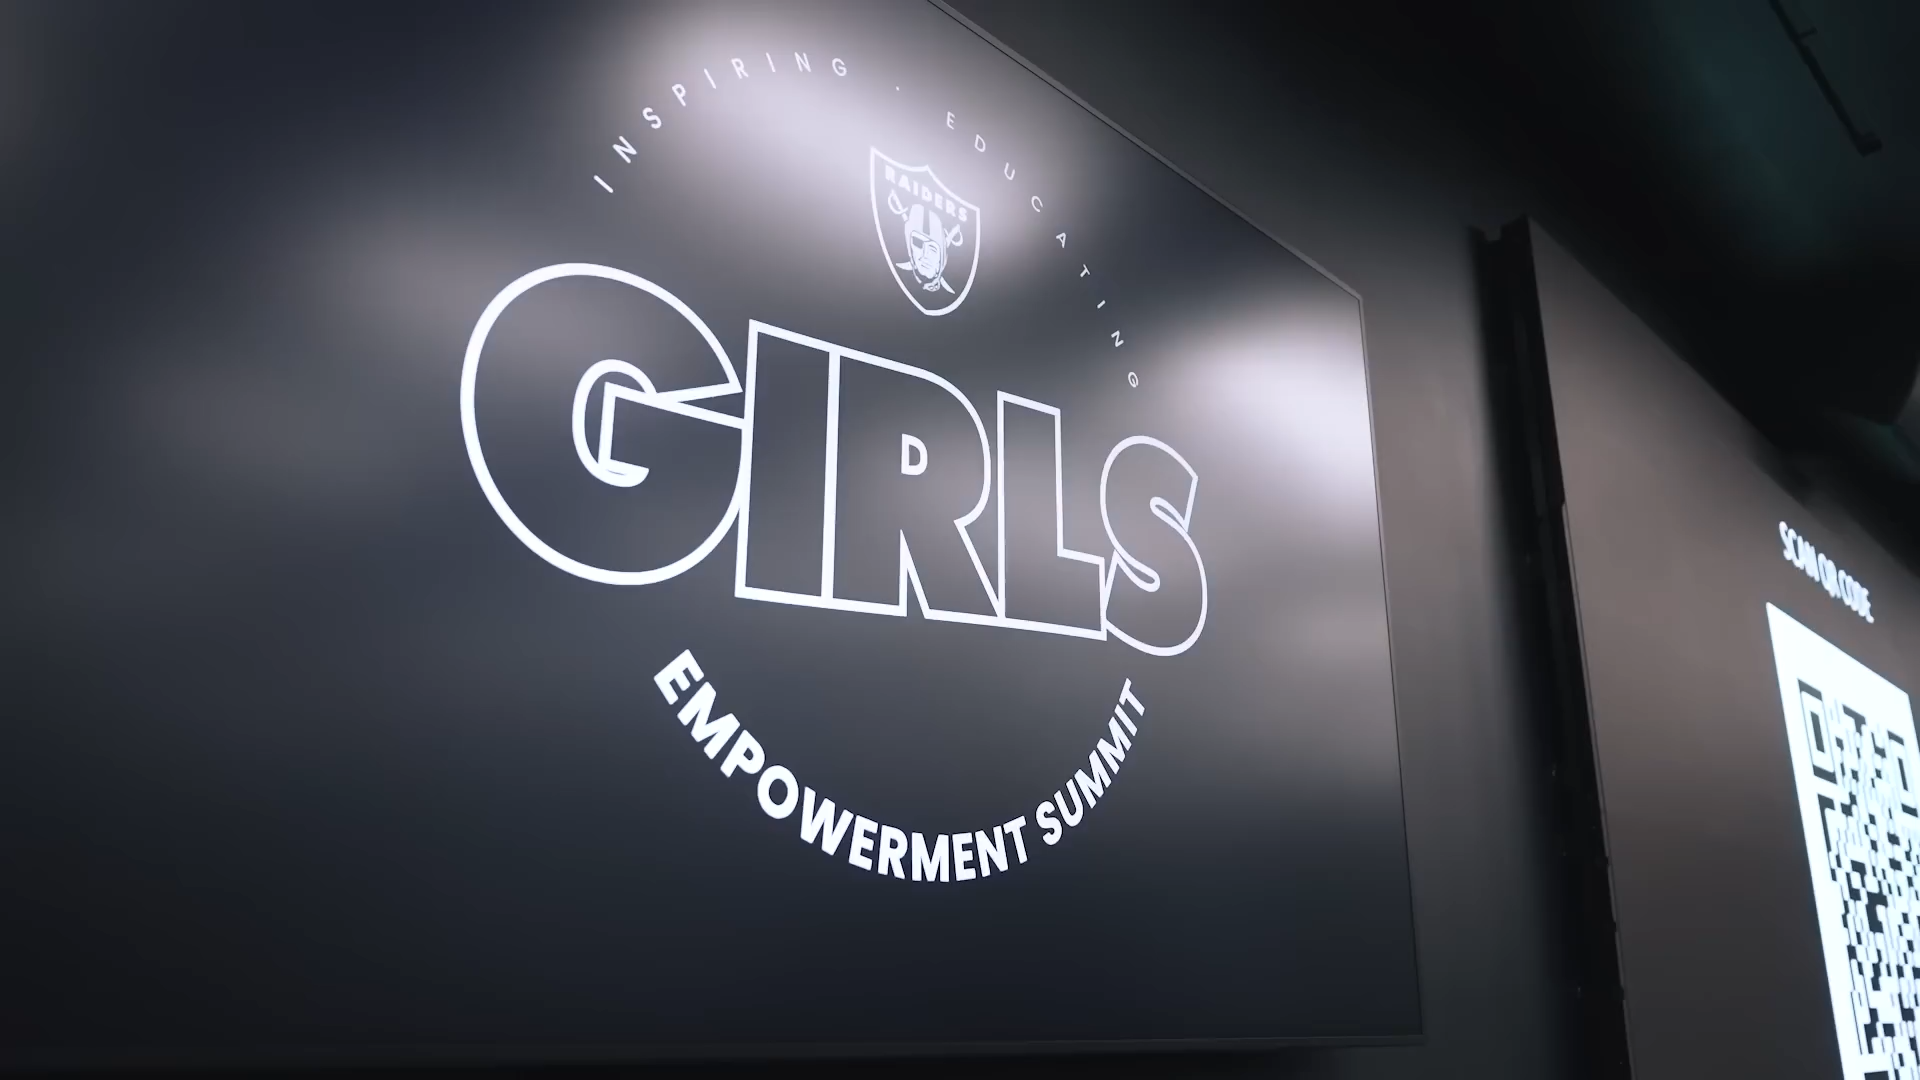 INSPIRING · EDUCATING
RAIDERS
GIRLS
EMPOWERMENT SUMMIT
SCAN QR CODE